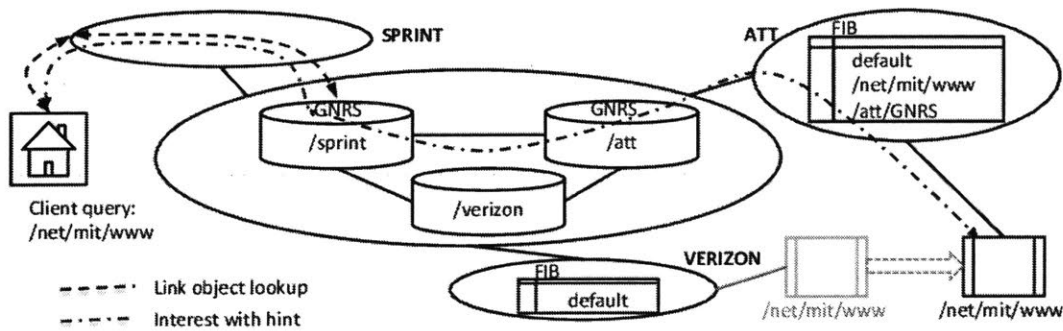 SPRINT
ATT
FIB
default
/net/mit/www
/att/GNRS
GNRS
/sprint
GNRS
/att
/verizon
Client query:
/net/mit/www
VERIZON
FIB
default
/net/mit/www
/net/mit/www
Link object lookup
Interest with hint